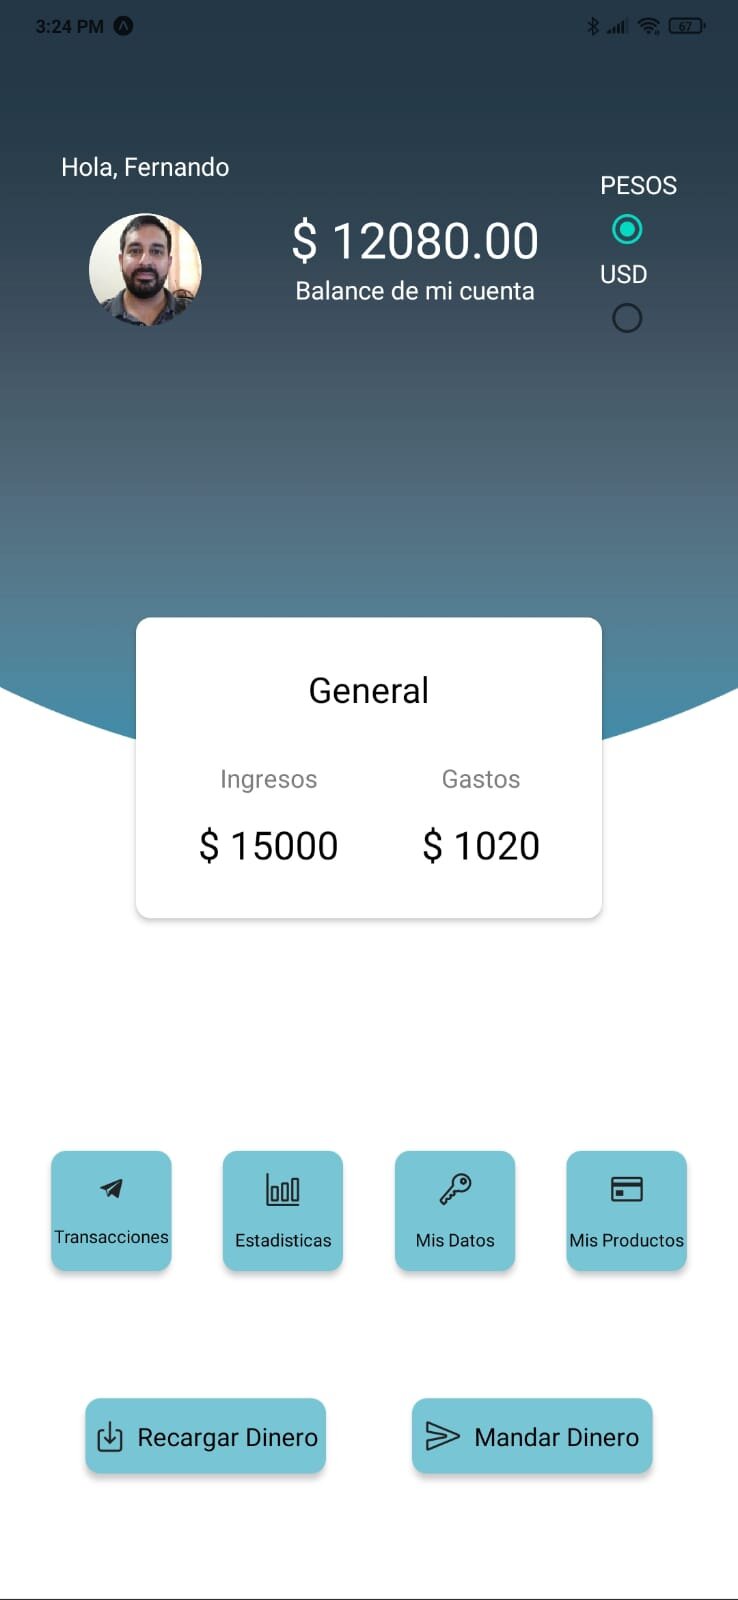 3:24 PM
67
Hola, Fernando
$ 12080.00
Balance de mi cuenta
PESOS
USD
General
Ingresos
Gastos
$ 15000
$ 1020
Transacciones
Estadisticas
Mis Datos
Mis Productos
Recargar Dinero
Mandar Dinero